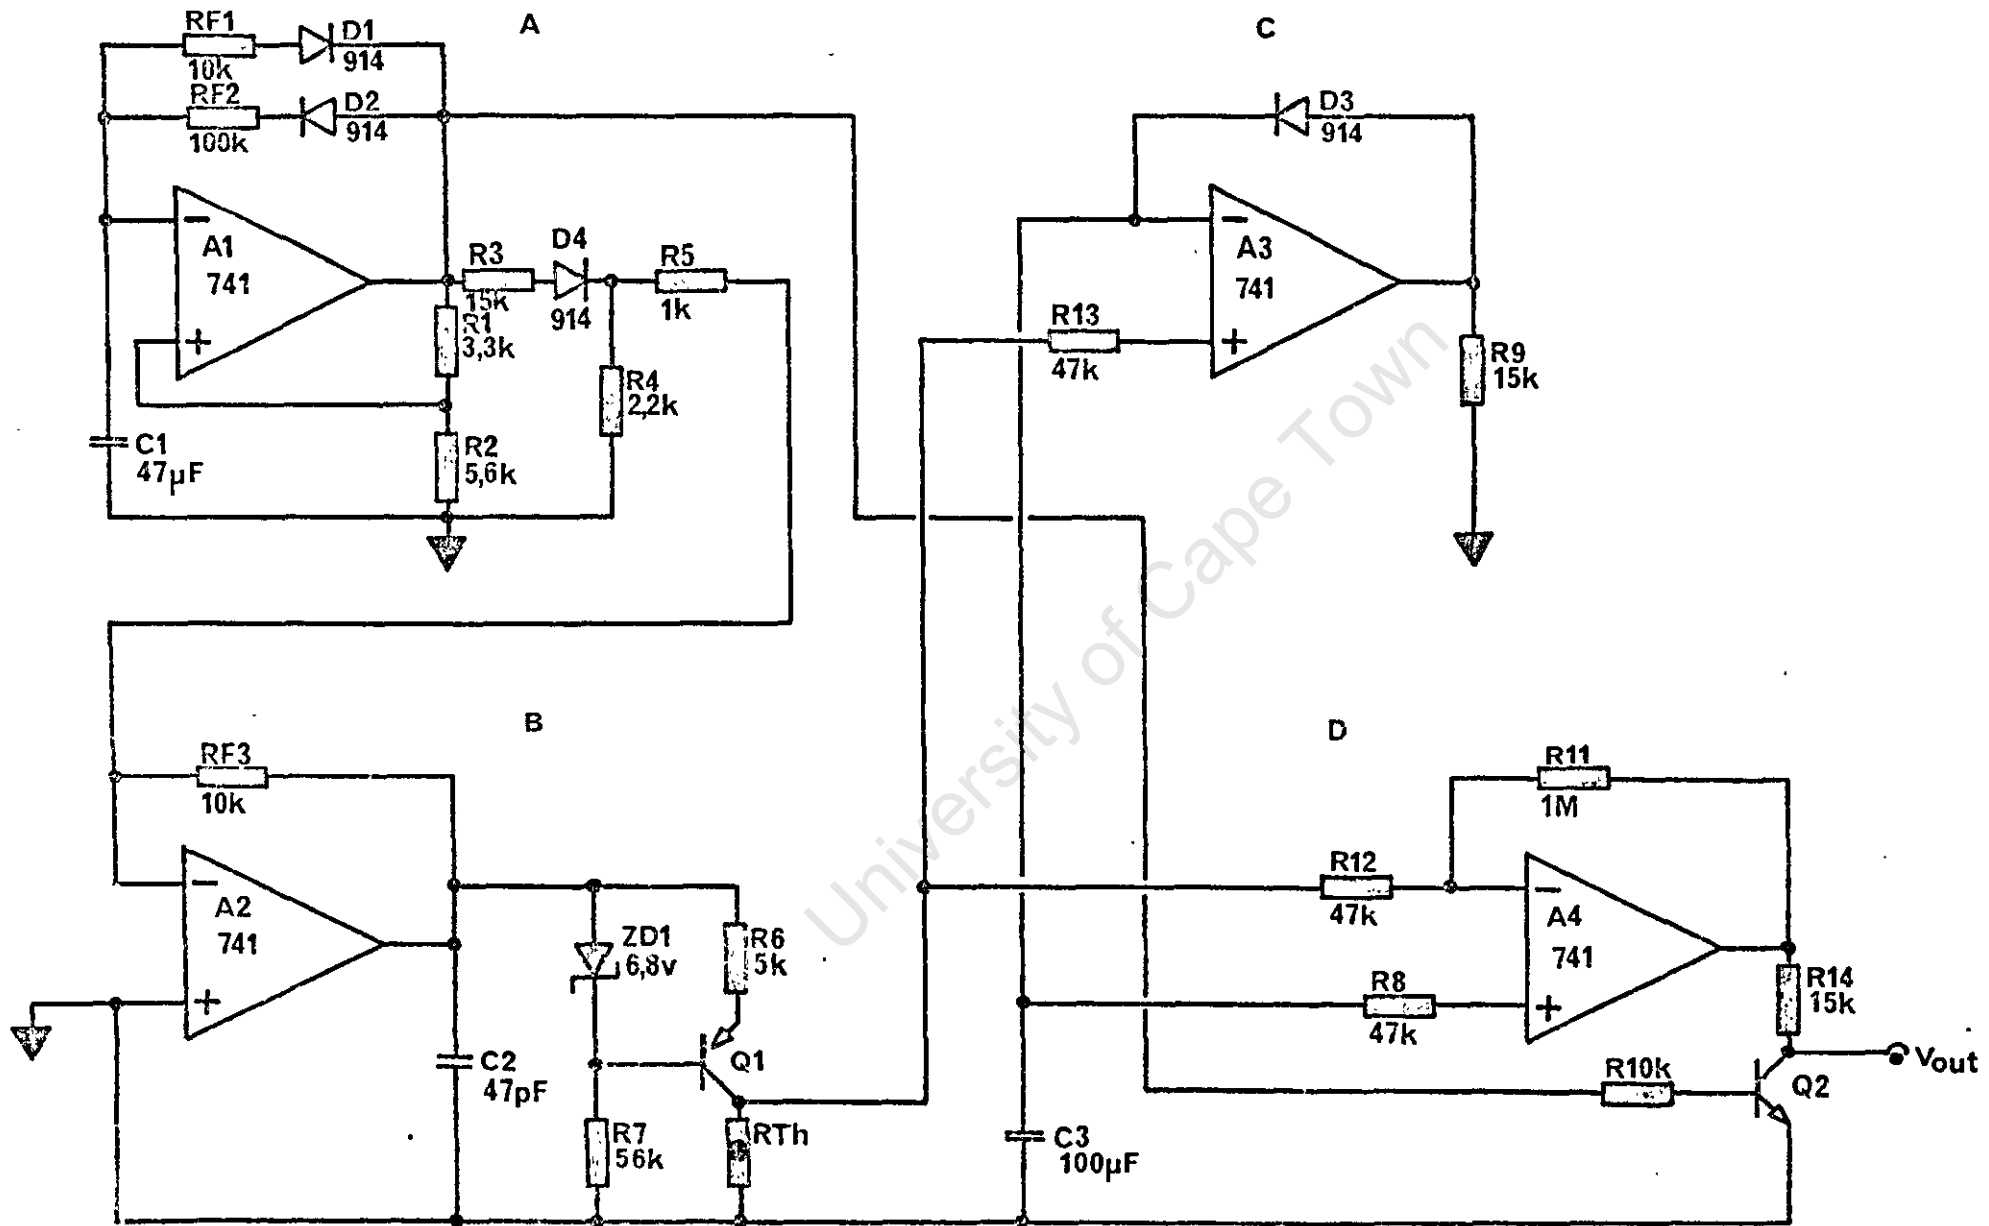 A
C
RF1
10k
D1
914
RF2
100k
D2
914
D3
914
A1
741
R3
15k
D4
914
R5
1k
R1
3,3k
R4
2,2k
R2
5,6k
C1
47µF
A3
741
R13
47k
R9
15k
B
D
RF3
10k
A2
741
ZD1
6,8v
R6
5k
Q1
C2
47pF
R7
56k
RTh
C3
100µF
R11
1M
R12
47k
A4
741
R8
47k
R14
15k
R10k
Q2
Vout
University of Cape Town